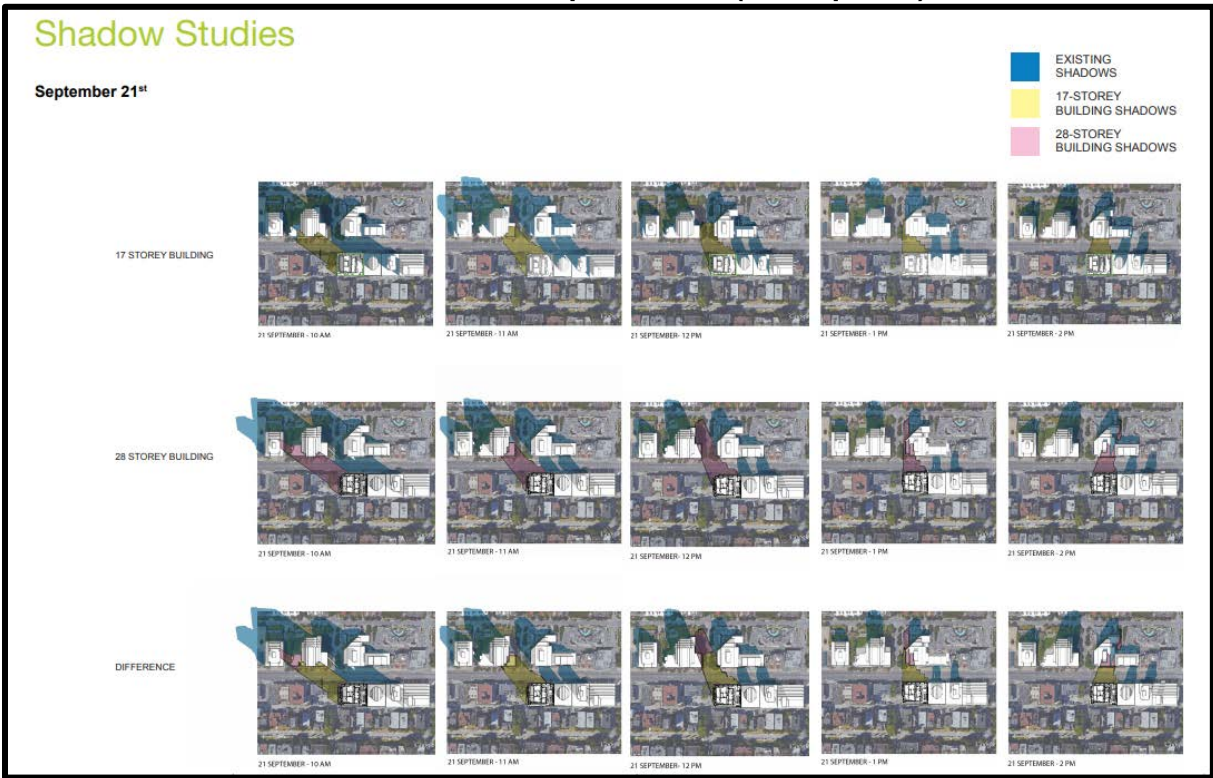 Shadow Studies
September 21st
EXISTING
SHADOWS
17-STOREY
BUILDING SHADOWS
28-STOREY
BUILDING SHADOWS
17 STOREY BUILDING
21 SEPTEMBER - 10 AM
21 SEPTEMBER - 11 AM
21 SEPTEMBER- 12 PM
21 SEPTEMBER - 1 PM
21 SEPTEMBER - 2 PM
28 STOREY BUILDING
21 SEPTEMBER - 10 AM
21 SEPTEMBER - 11 AM
21 SEPTEMBER - 12 PM
21 SEPTEMBER - 1 PM
21 SEPTEMBER - 2 PM
DIFFERENCE
21 SEPTEMBER - 10 AM
21 SEPTEMBER - 11 AM
21 SEPTEMBER- 12 PM
21 SEPTEMBER - 1 PM
21 SEPTEMBER - 2 PM